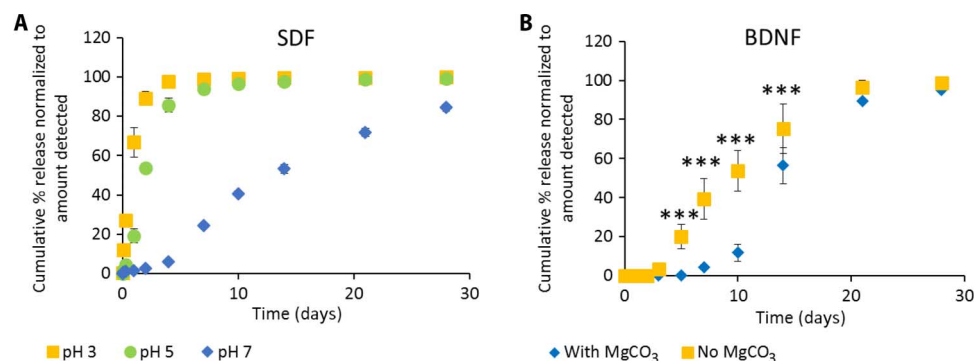 A
SDF
Cumulative % release normalized to
amount detected
120
100
80
60
40
20
0
0
10
20
30
Time (days)
pH 3
pH 5
pH 7
B
BDNF
Cumulative % release normalized to
amount detected
120
100
80
60
40
20
0
***
***
***
***
0
10
20
30
Time (days)
With MgCO₃
No MgCO₃